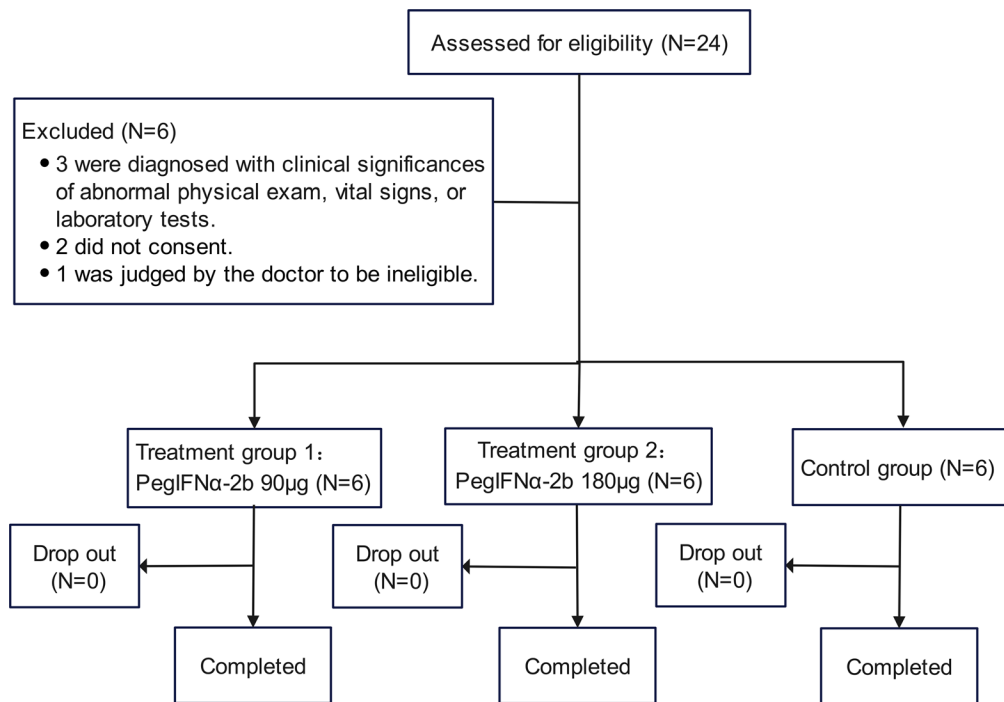 Assessed for eligibility (N=24)
Excluded (N=6)
• 3 were diagnosed with clinical significances
of abnormal physical exam, vital signs, or
laboratory tests.
• 2 did not consent.
• 1 was judged by the doctor to be ineligible.
Treatment group 1：
PegIFNα-2b 90µg (N=6)
Treatment group 2：
PegIFNα-2b 180µg (N=6)
Control group (N=6)
Drop out
(N=0)
Drop out
(N=0)
Drop out
(N=0)
Completed
Completed
Completed